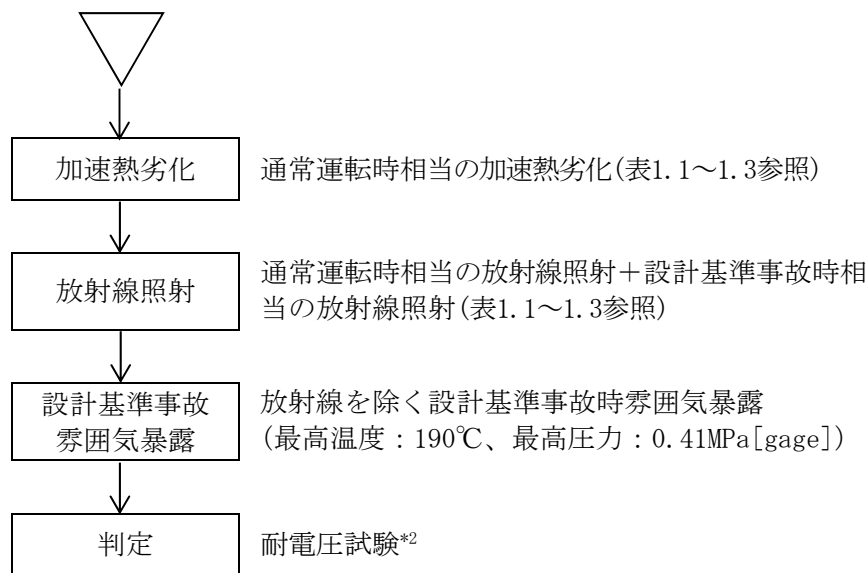 加速熱劣化
通常運転時相当の加速熱劣化(表1.1～1.3参照)
放射線照射
通常運転時相当の放射線照射＋設計基準事故時相
当の放射線照射(表1.1～1.3参照)
設計基準事故
雰囲気暴露
放射線を除く設計基準事故時雰囲気暴露
(最高温度：190℃、最高圧力：0.41MPa[gage])
判定
耐電圧試験*2